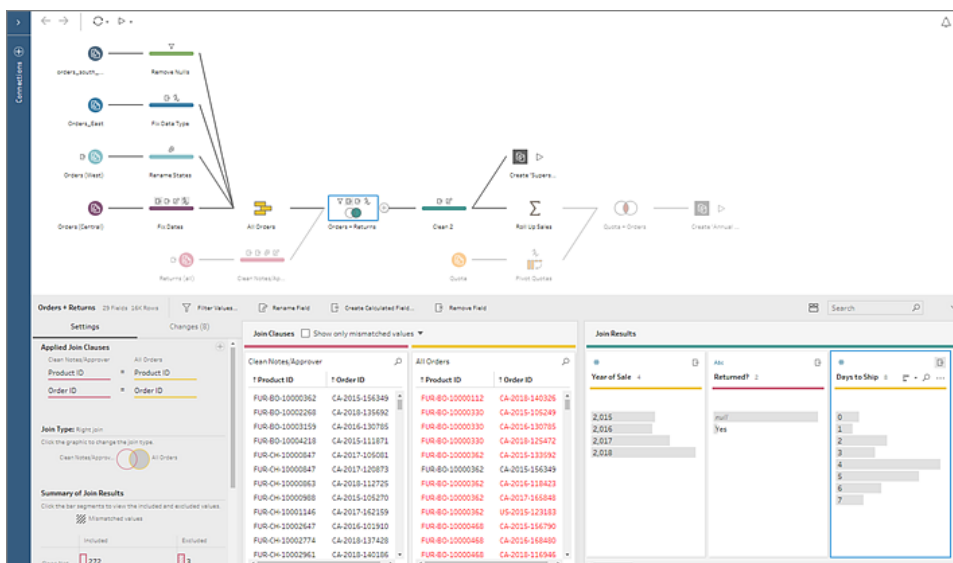 Connections
orders_south_...
Remove Nulls
Orders_East
Fix Data Type
Orders (West)
Rename States
Create 'Supers...
Orders (Central)
Fix Dates
All Orders
Orders + Returns
Clean 2
Roll Up Sales
Quota + Orders
Create 'Annual ...
Returns (all)
Clean Notes/Ap...
Quota
Pivot Quotas
Orders + Returns 29 Fields 16K Rows
Filter Values...
Rename Field
Create Calculated Field...
Remove Field
Search
Settings
Changes (8)
Applied Join Clauses
Clean Notes/Approver All Orders
Product ID = Product ID
Order ID = Order ID
Join Type: Right join
Click the graphic to change the join type.
Clean Notes/Approv... All Orders
Summary of Join Results
Click the bar segments to view the included and excluded values.
Mismatched values
Included Excluded
272 3
Join Clauses Show only mismatched values
Clean Notes/Approver
Product ID Order ID
FUR-BO-10000362 CA-2015-156349
FUR-BO-10002268 CA-2018-135692
FUR-BO-10003159 CA-2016-130785
FUR-BO-10004218 CA-2015-111871
FUR-CH-10000847 CA-2017-105081
FUR-CH-10000847 CA-2017-120873
FUR-CH-10000863 CA-2018-112725
FUR-CH-10000988 CA-2015-105270
FUR-CH-10001146 CA-2017-162159
FUR-CH-10002647 CA-2016-101910
FUR-CH-10002774 CA-2018-137428
FUR-CH-10002961 CA-2018-140186
All Orders
Product ID Order ID
FUR-BO-10000112 CA-2018-140326
FUR-BO-10000330 CA-2015-105249
FUR-BO-10000330 CA-2016-130785
FUR-BO-10000330 CA-2018-125472
FUR-BO-10000362 CA-2015-133592
FUR-BO-10000362 CA-2015-156349
FUR-BO-10000362 CA-2016-118423
FUR-BO-10000362 CA-2017-165848
FUR-BO-10000362 US-2015-123183
FUR-BO-10000468 CA-2015-156790
FUR-BO-10000468 CA-2016-168480
FUR-BO-10000468 CA-2018-116946
Join Results
Year of Sale 4
2,015
2,016
2,017
2,018
Abc
Returned? 2
null
Yes
Days to Ship 8
0
1
2
3
4
5
6
7